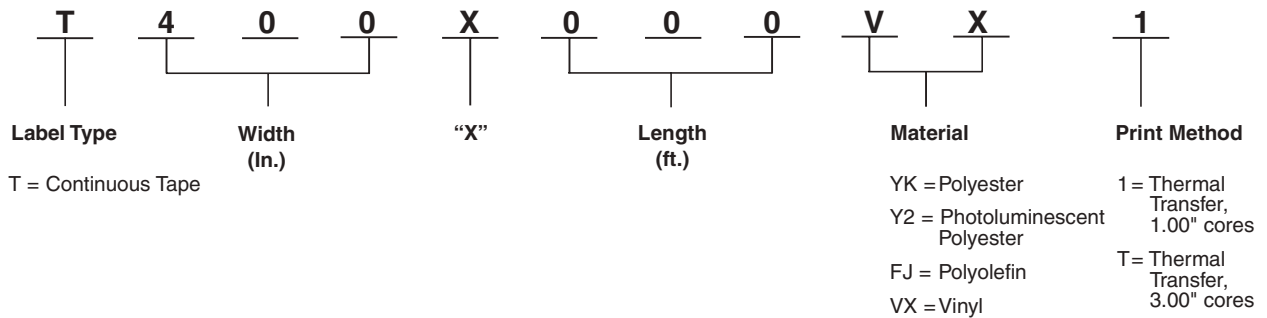 T 4 0 0 X 0 0 0 V X 1
Label Type
Width
(In.)
“X”
Length
(ft.)
Material
Print Method
T = Continuous Tape
YK =Polyester
Y2 = Photoluminescent
Polyester
FJ = Polyolefin
VX =Vinyl
1= Thermal
Transfer,
1.00" cores
T= Thermal
Transfer,
3.00" cores